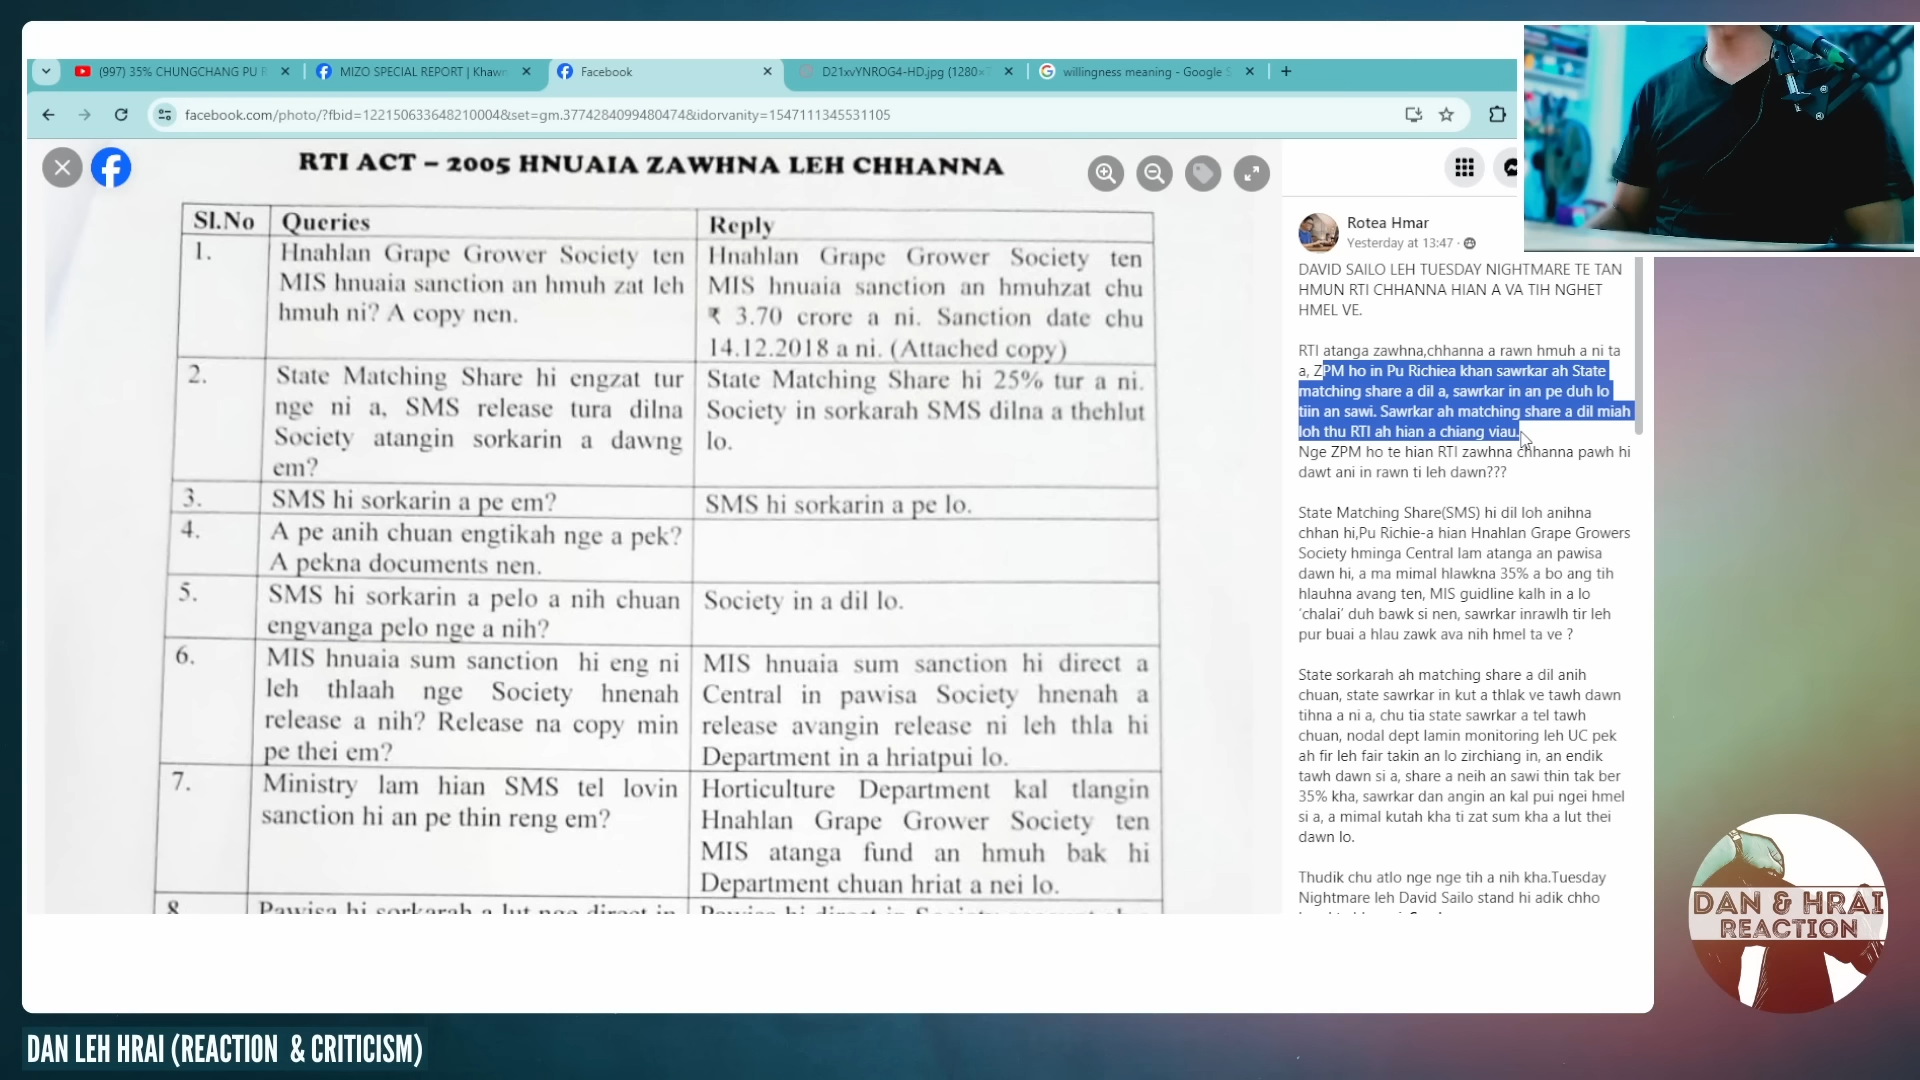 (997) 35% CHUNGCHANG PU R
MIZO SPECIAL REPORT | Khawn
Facebook
D21xvYNROG4-HD.jpg (1280×7
willingness meaning - Google S
facebook.com/photo/?fbid=122150633648210004&set=gm.3774284099480474&idorvanity=1547111345531105
RTI ACT – 2005 HNUAIA ZAWHNA LEH CHHANNA
Sl.No Queries Reply
1. Hnahlan Grape Grower Society ten
MIS hnuaia sanction an hmuh zat leh
hmuh ni? A copy nen.
Hnahlan Grape Grower Society ten
MIS hnuaia sanction an hmuhzat chu
₹ 3.70 crore a ni. Sanction date chu
14.12.2018 a ni. (Attached copy)
2. State Matching Share hi engzat tur
nge ni a, SMS release tura dilna
Society atangin sorkarin a dawng
em?
State Matching Share hi 25% tur a ni.
Society in sorkarah SMS dilna a thehlut
lo.
3. SMS hi sorkarin a pe em?
SMS hi sorkarin a pe lo.
4. A pe anih chuan engtikah nge a pek?
A pekna documents nen.
5. SMS hi sorkarin a pelo a nih chuan
engvanga pelo nge a nih?
Society in a dil lo.
6. MIS hnuaia sum sanction hi eng ni
leh thlaah nge Society hnenah
release a nih? Release na copy min
pe thei em?
MIS hnuaia sum sanction hi direct a
Central in pawisa Society hnenah a
release avangin release ni leh thla hi
Department in a hriatpui lo.
7. Ministry lam hian SMS tel lovin
sanction hi an pe thin reng em?
Horticulture Department kal tlangin
Hnahlan Grape Grower Society ten
MIS atanga fund an hmuh bak hi
Department chuan hriat a nei lo.
8 Pawisa hi sorkarah a lut nge direct in
Rotea Hmar
Yesterday at 13:47 ·
DAVID SAILO LEH TUESDAY NIGHTMARE TE TAN
HMUN RTI CHHANNA HIAN A VA TIH NGHET
HMEL VE.
RTI atanga zawhna,chhanna a rawn hmuh a ni ta
a, ZPM ho in Pu Richiea khan sawrkar ah State
matching share a dil a, sawrkar in an pe duh lo
tiin an sawi. Sawrkar ah matching share a dil miah
loh thu RTI ah hian a chiang viau.
Nge ZPM ho te hian RTI zawhna chhanna pawh hi
dawt ani in rawn ti leh dawn???
State Matching Share(SMS) hi dil loh anihna
chhan hi,Pu Richie-a hian Hnahlan Grape Growers
Society hminga Central lam atanga an pawisa
dawn hi, a ma mimal hlawkna 35% a bo ang tih
hlauhna avang ten, MIS guidline kalh in a lo
‘chalai’ duh bawk si nen, sawrkar inrawlh tir leh
pur buai a hlau zawk ava nih hmel ta ve ?
State sorkarah ah matching share a dil anih
chuan, state sawrkar in kut a thlak ve tawh dawn
tihna a ni a, chu tia state sawrkar a tel tawh
chuan, nodal dept lamin monitoring leh UC pek
ah fir leh fair takin an lo zirchiang in, an endik
tawh dawn si a, share a neih an sawi thin tak ber
35% kha, sawrkar dan angin an kal pui ngei hmel
si a, a mimal kutah kha ti zat sum kha a lut thei
dawn lo.
Thudik chu atlo nge nge tih a nih kha.Tuesday
Nightmare leh David Sailo stand hi adik chho
DAN & HRAI
REACTION
DAN LEH HRAI (REACTION & CRITICISM)